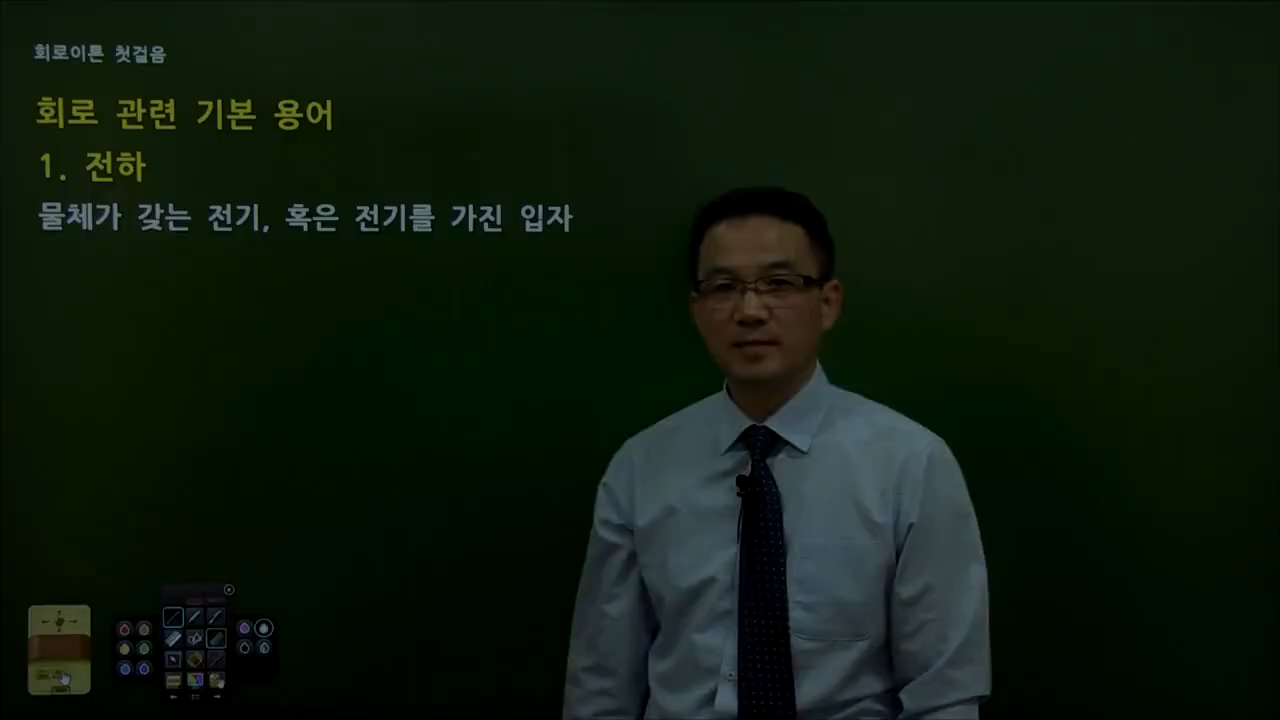 회로이론 첫걸음
회로 관련 기본 용어
1. 전하
물체가 갖는 전기, 혹은 전기를 가진 입자